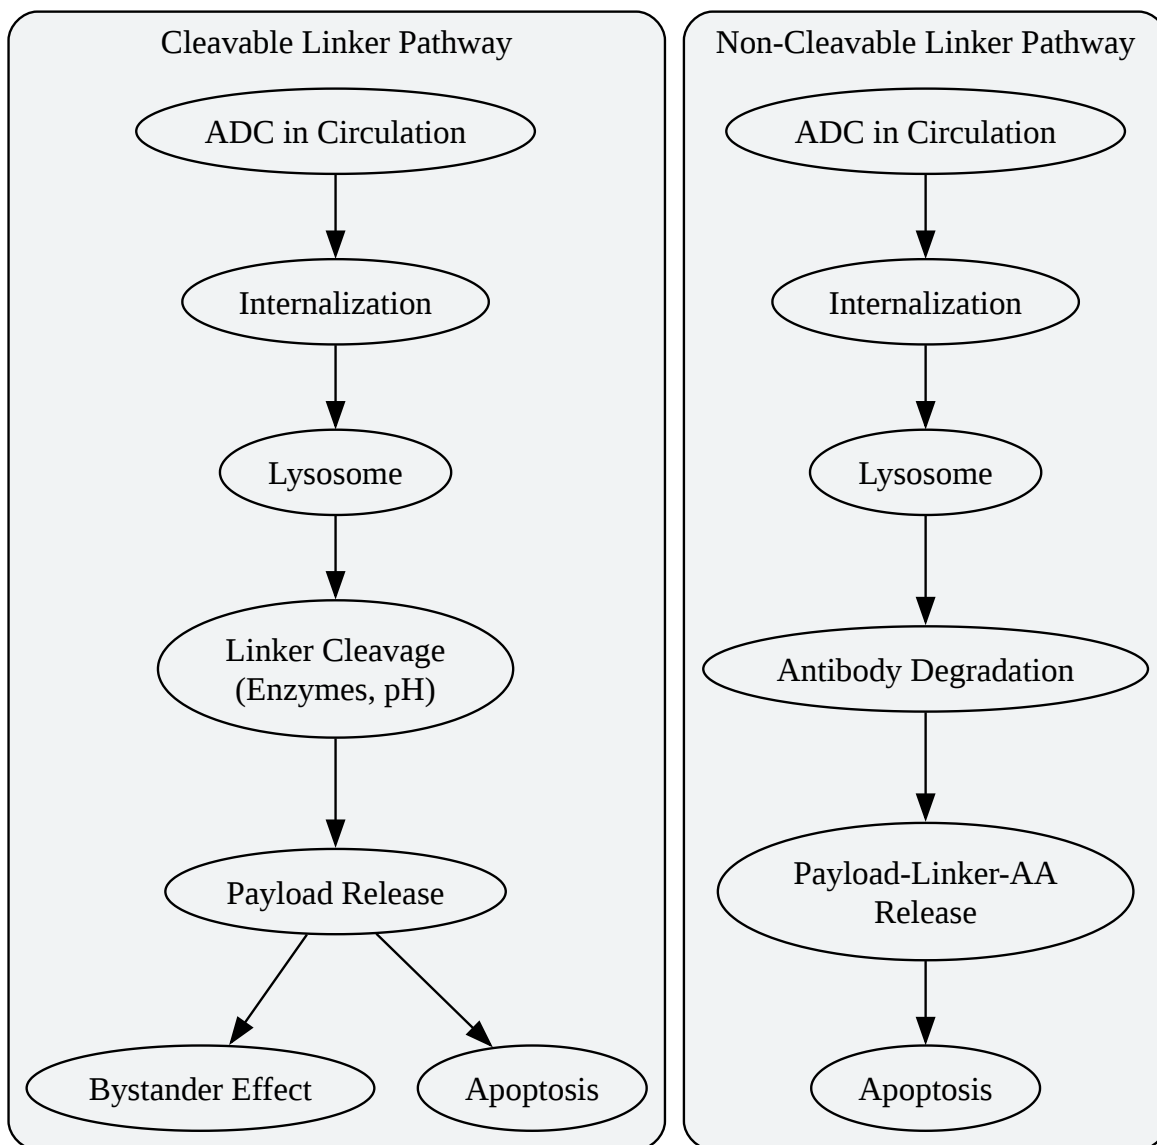 Cleavable Linker Pathway
ADC in Circulation
Internalization
Lysosome
Linker Cleavage
(Enzymes, pH)
Payload Release
Bystander Effect
Apoptosis
Non-Cleavable Linker Pathway
ADC in Circulation
Internalization
Lysosome
Antibody Degradation
Payload-Linker-AA
Release
Apoptosis